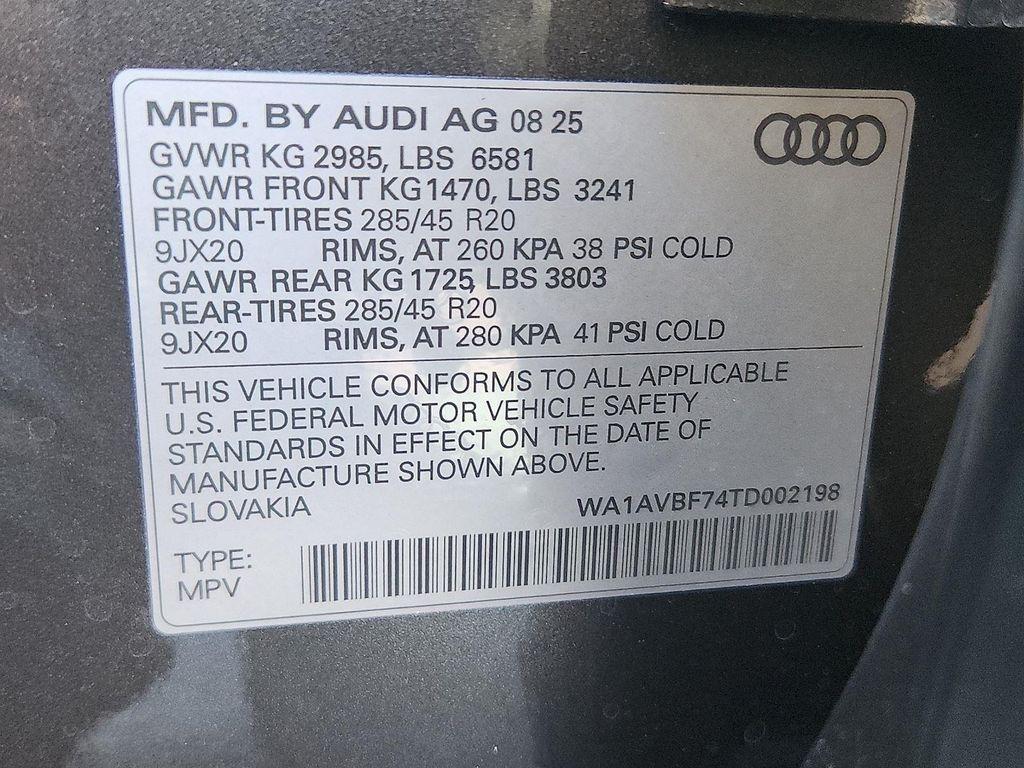 MFD. BY AUDI AG 08 25
GVWR KG 2985, LBS 6581
GAWR FRONT KG1470, LBS 3241
FRONT-TIRES 285/45 R20
9JX20 RIMS, AT 260 KPA 38 PSI COLD
GAWR REAR KG 1725, LBS 3803
REAR-TIRES 285/45 R20
9JX20 RIMS, AT 280 KPA 41 PSI COLD
THIS VEHICLE CONFORMS TO ALL APPLICABLE
U.S. FEDERAL MOTOR VEHICLE SAFETY
STANDARDS IN EFFECT ON THE DATE OF
MANUFACTURE SHOWN ABOVE.
SLOVAKIA WA1AVBF74TD002198
TYPE:
MPV